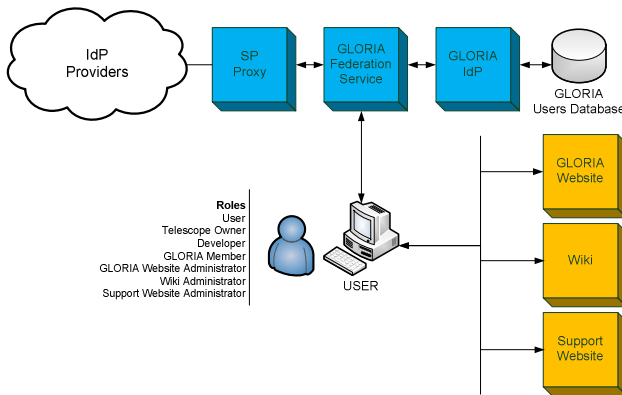 IdP
Providers
SP
Proxy
GLORIA
Federation
Service
GLORIA
IdP
GLORIA
Users Database
GLORIA
Website
Roles
User
Telescope Owner
Developer
GLORIA Member
GLORIA Website Administrator
Wiki Administrator
Support Website Administrator
USER
Wiki
Support
Website